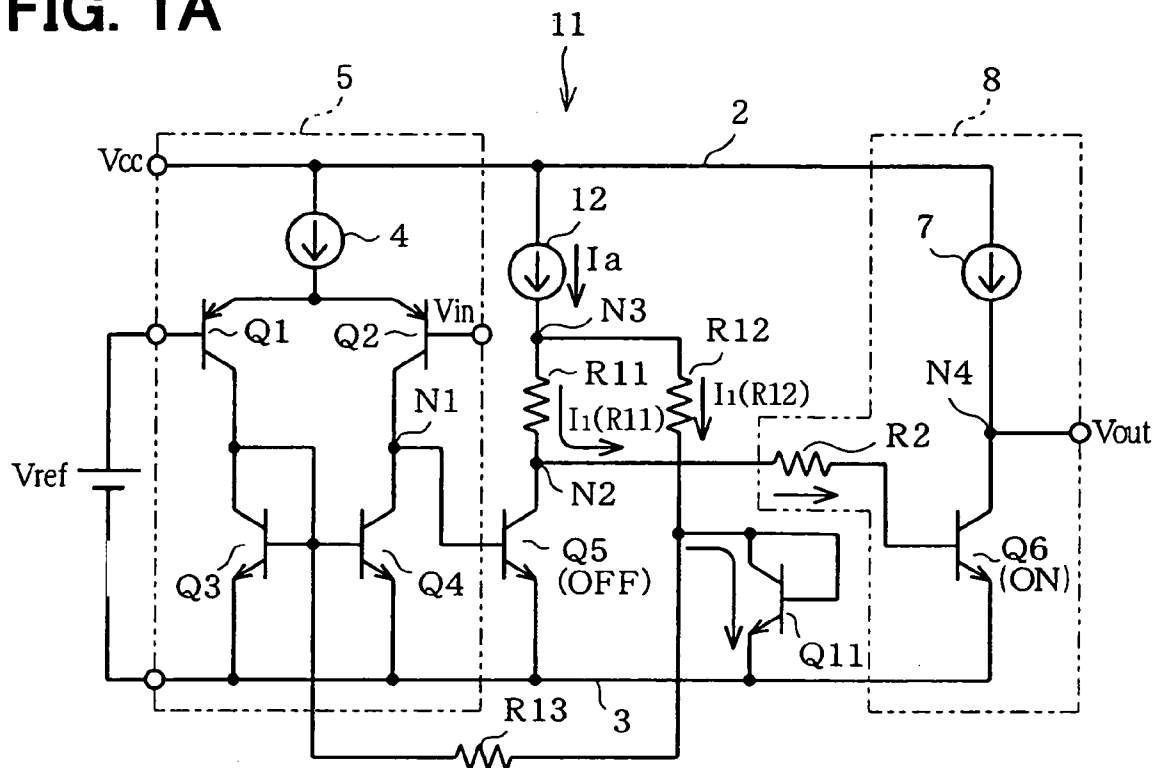 FIG. 1A
11
5
8
2
Vcc
12
4
7
Ia
Vin
N3
Q1
Q2
R12
R11
N4
N1
I1(R11)
I1(R12)
R2
Vout
Vref
N2
Q3
Q4
Q5
(OFF)
Q6
(ON)
Q11
3
R13